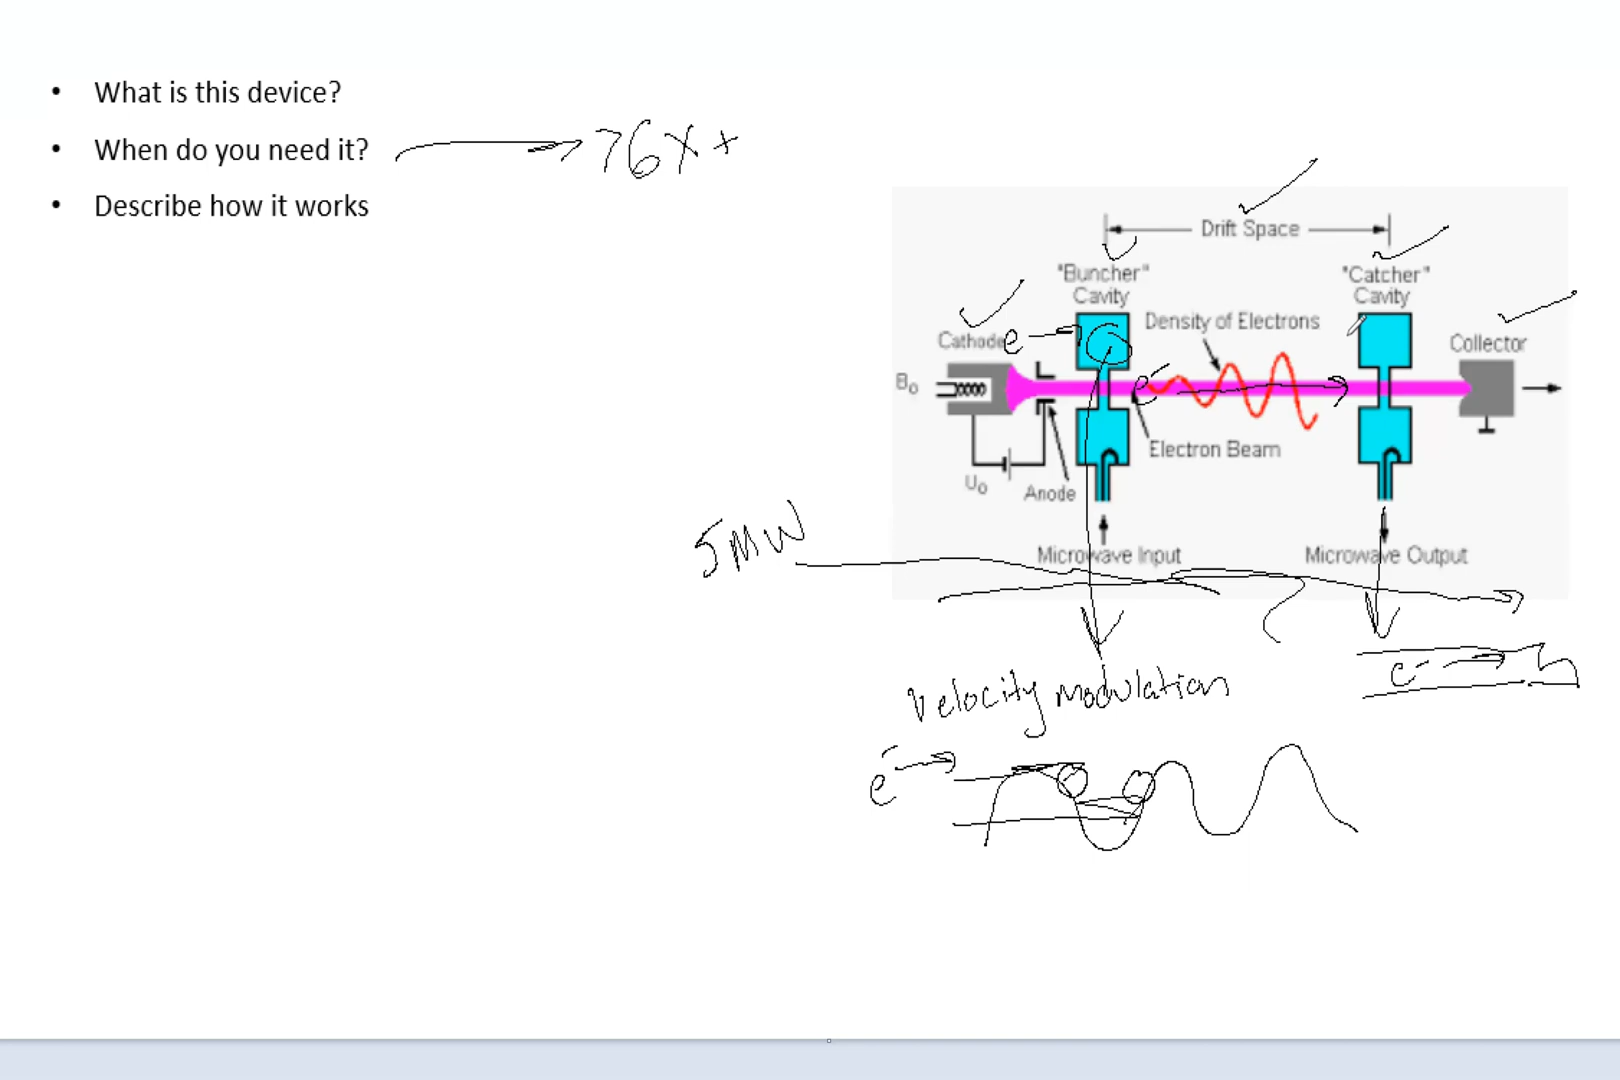 • What is this device?
• When do you need it? 76X+
• Describe how it works
Drift Space
"Buncher"
Cavity
"Catcher"
Cavity
Density of Electrons
Cathode
e
Collector
B₀
e⁻
Electron Beam
U₀
Anode
5MW
Microwave Input
Microwave Output
e⁻
Velocity modulation
e⁻